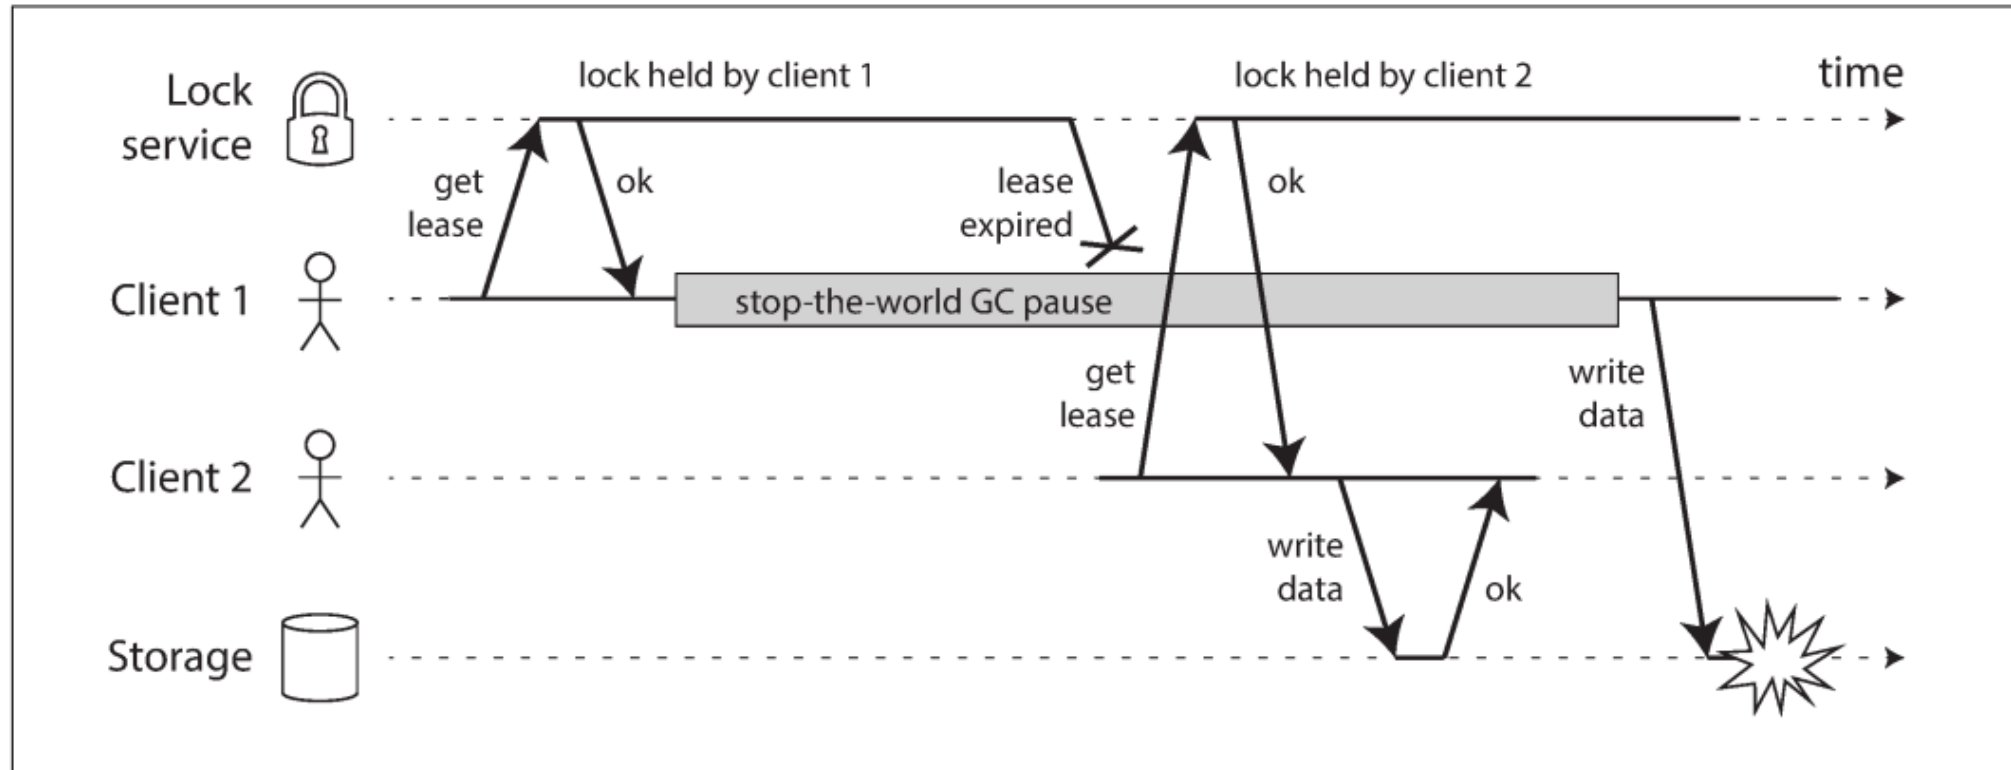 lock held by client 1
lock held by client 2
time
Lock
service
get
lease
ok
lease
expired
ok
Client 1
stop-the-world GC pause
get
lease
write
data
Client 2
write
data
ok
Storage